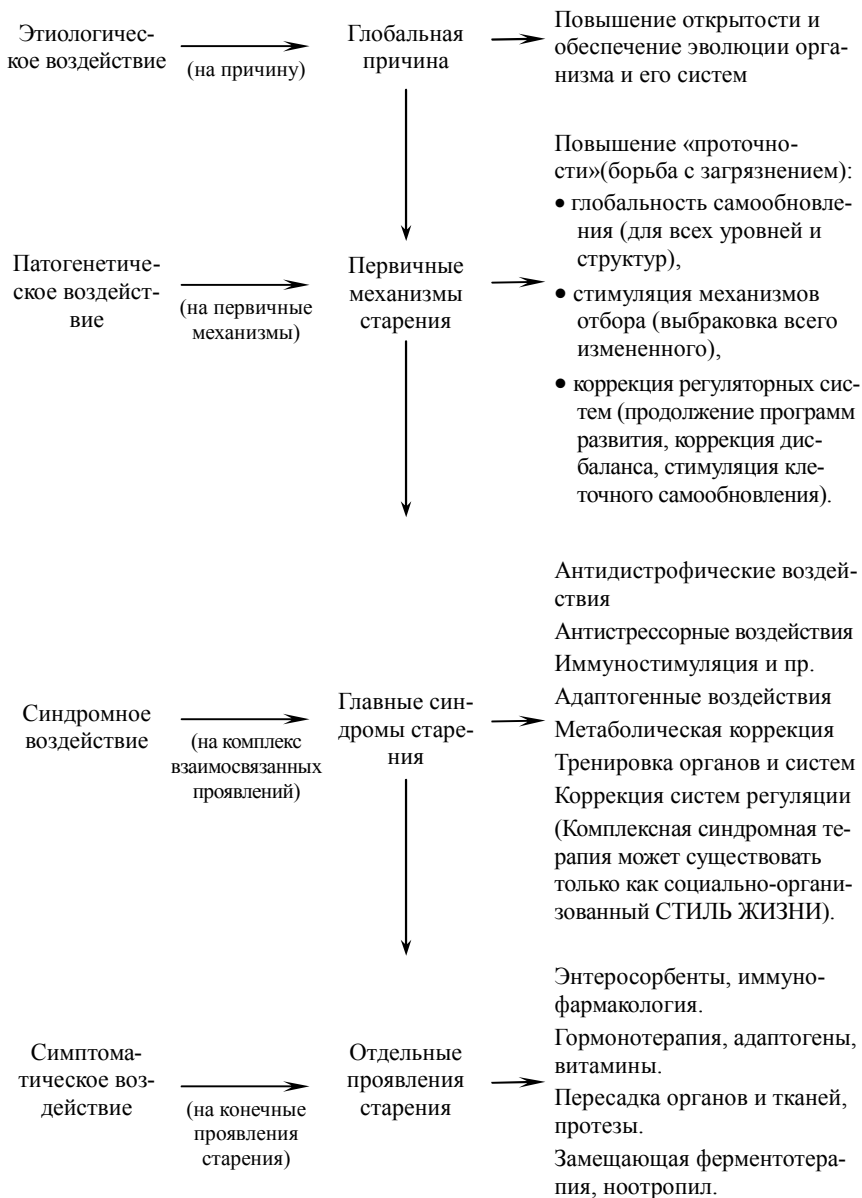 Этиологичес-
кое воздействие
(на причину)
Глобальная
причина
Повышение открытости и
обеспечение эволюции орга-
низма и его систем
Патогенетиче-
ское воздейст-
вие
(на первичные
механизмы)
Первичные
механизмы
старения
Повышение «проточно-
сти»(борьба с загрязнением):
• глобальность самообновле-
ния (для всех уровней и
структур),
• стимуляция механизмов
отбора (выбраковка всего
измененного),
• коррекция регуляторных сис-
тем (продолжение программ
развития, коррекция дис-
баланса, стимуляция кле-
точного самообновления).
Синдромное
воздействие
(на комплекс
взаимосвязанных
проявлений)
Главные син-
дромы старе-
ния
Антидистрофические воздей-
ствия
Антистрессорные воздействия
Иммуностимуляция и пр.
Адаптогенные воздействия
Метаболическая коррекция
Тренировка органов и систем
Коррекция систем регуляции
(Комплексная синдромная те-
рапия может существовать
только как социально-органи-
зованный СТИЛЬ ЖИЗНИ).
Симптома-
тическое воз-
действие
(на конечные
проявления
старения)
Отдельные
проявления
старения
Энтеросорбенты, иммуно-
фармакология.
Гормонотерапия, адаптогены,
витамины.
Пересадка органов и тканей,
протезы.
Замещающая ферментотера-
пия, ноотропил.